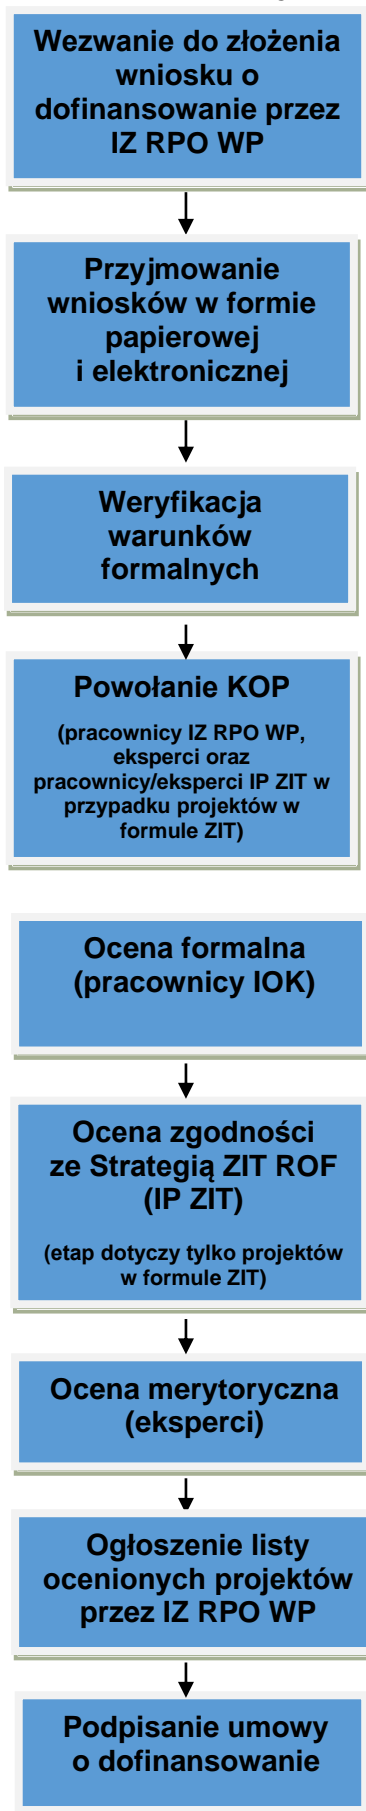 Wezwanie do złożenia
wniosku o
dofinansowanie przez
IZ RPO WP
Przyjmowanie
wniosków w formie
papierowej
i elektronicznej
Weryfikacja
warunków
formalnych
Powołanie KOP
(pracownicy IZ RPO WP,
eksperci oraz
pracownicy/eksperci IP ZIT w
przypadku projektów w
formule ZIT)
Ocena formalna
(pracownicy IOK)
Ocena zgodności
ze Strategią ZIT ROF
(IP ZIT)
(etap dotyczy tylko projektów
w formule ZIT)
Ocena merytoryczna
(eksperci)
Ogłoszenie listy
ocenionych projektów
przez IZ RPO WP
Podpisanie umowy
o dofinansowanie